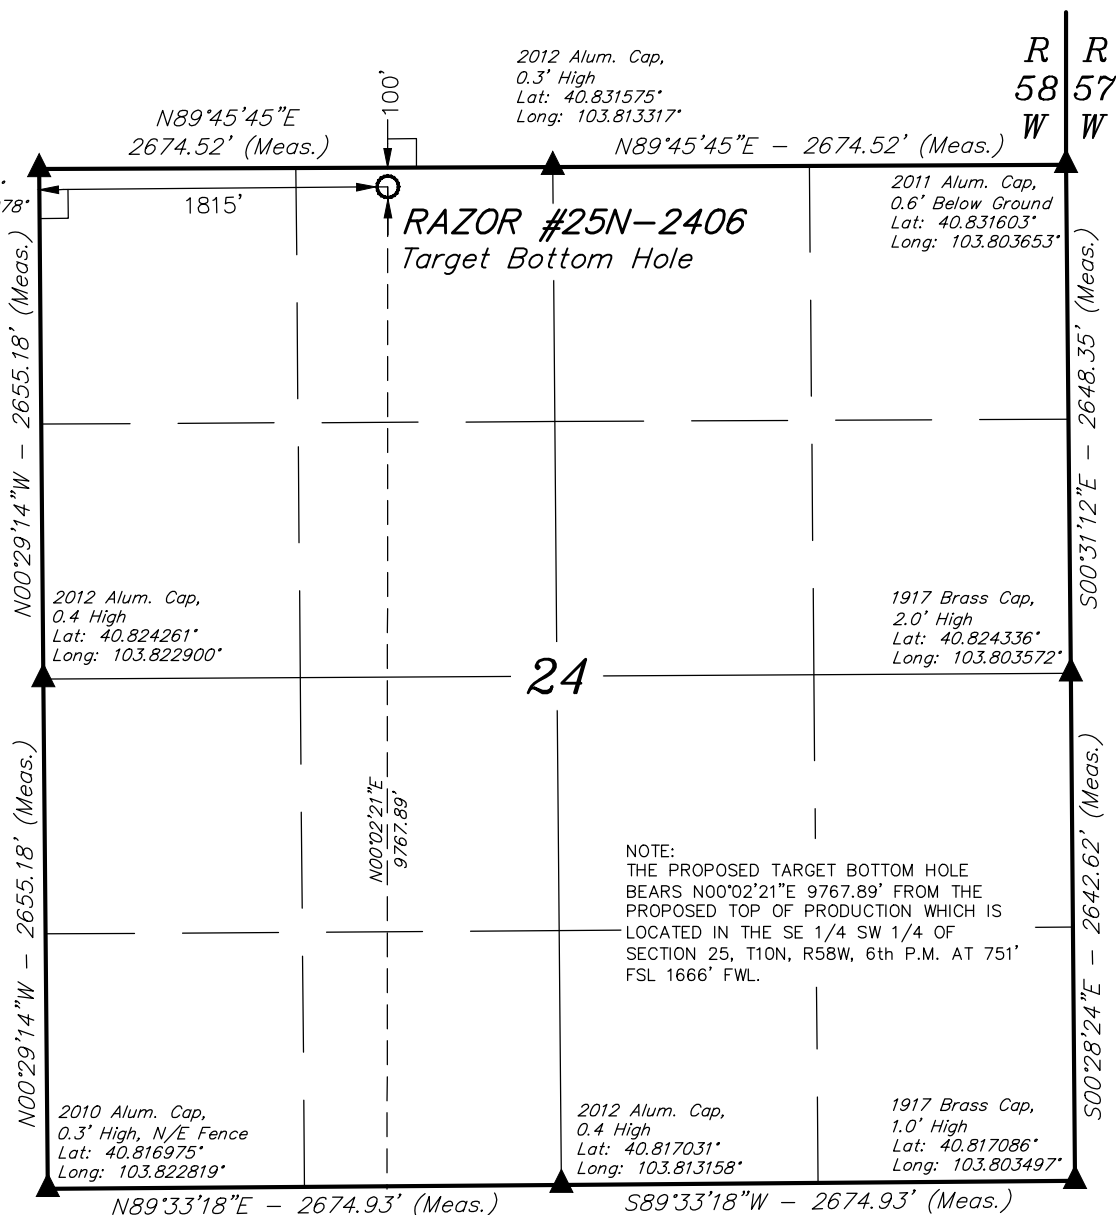 2012 Alum. Cap,
0.3' High
Lat: 40.831575°
Long: 103.813317°
R R
58 57
W W
100'
N89°45'45"E
2674.52' (Meas.)
N89°45'45"E - 2674.52' (Meas.)
78°
1815'
2011 Alum. Cap,
0.6' Below Ground
Lat: 40.831603°
Long: 103.803653°
RAZOR #25N-2406
Target Bottom Hole
N00°29'14"W - 2655.18' (Meas.)
S00°31'12"E - 2648.35' (Meas.)
2012 Alum. Cap,
0.4 High
Lat: 40.824261°
Long: 103.822900°
1917 Brass Cap,
2.0' High
Lat: 40.824336°
Long: 103.803572°
24
N00°29'14"W - 2655.18' (Meas.)
N00°02'21"E
9767.89'
S00°28'24"E - 2642.62' (Meas.)
NOTE:
THE PROPOSED TARGET BOTTOM HOLE
BEARS N00°02'21"E 9767.89' FROM THE
PROPOSED TOP OF PRODUCTION WHICH IS
LOCATED IN THE SE 1/4 SW 1/4 OF
SECTION 25, T10N, R58W, 6th P.M. AT 751'
FSL 1666' FWL.
2010 Alum. Cap,
0.3' High, N/E Fence
Lat: 40.816975°
Long: 103.822819°
2012 Alum. Cap,
0.4 High
Lat: 40.817031°
Long: 103.813158°
1917 Brass Cap,
1.0' High
Lat: 40.817086°
Long: 103.803497°
N89°33'18"E - 2674.93' (Meas.)
S89°33'18"W - 2674.93' (Meas.)